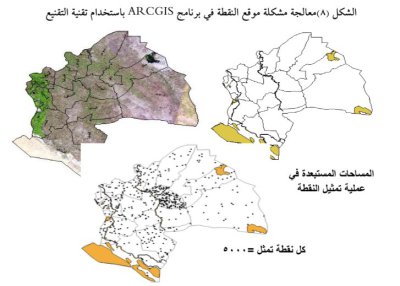 الشكل (٨) معالجة مشكلة موقع النقطة في برنامج ARCGIS باستخدام تقنية التقنيع
المساحات المستبعدة في
عملية تمثيل النقطة
كل نقطة تمثل = ٥٠٠٠